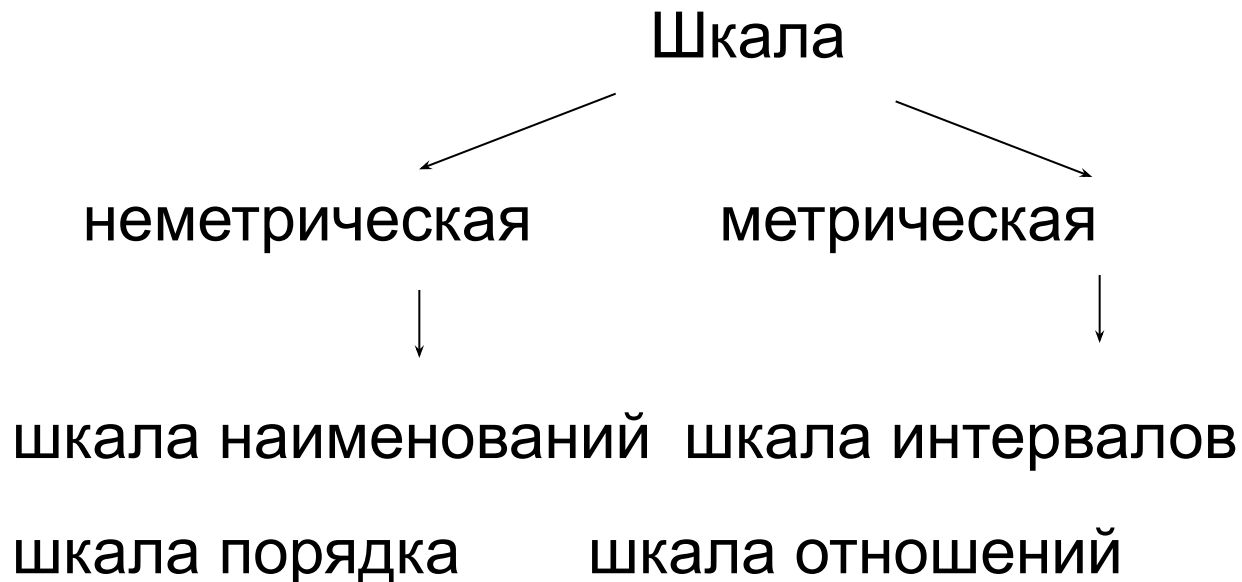 Шкала
неметрическая метрическая
шкала наименований шкала интервалов
шкала порядка шкала отношений